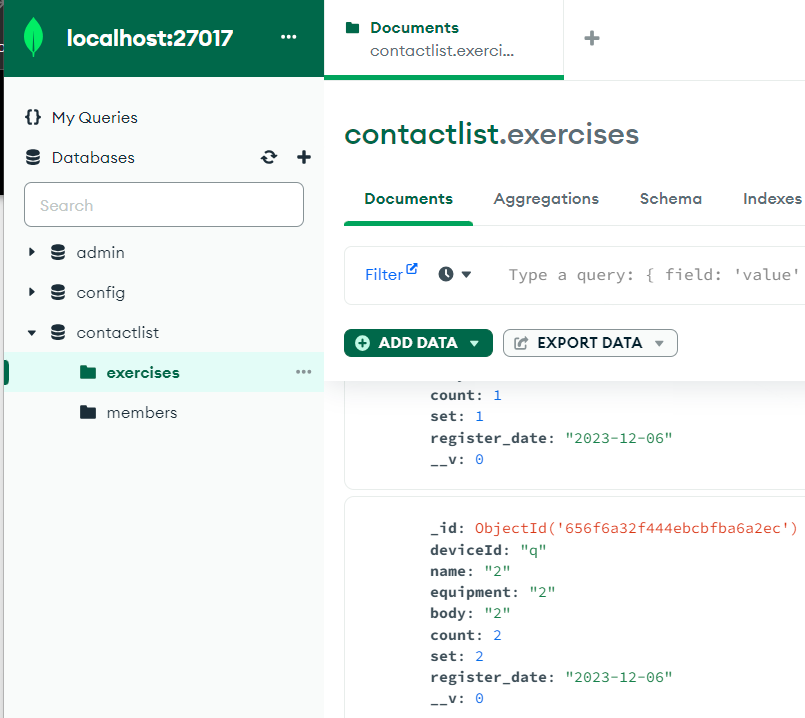 localhost:27017
Documents
contactlist.exerci...
{} My Queries
Databases
Search
admin
config
contactlist
exercises
members
contactlist.exercises
Documents Aggregations Schema Indexes
Filter Type a query: { field: 'value'
ADD DATA EXPORT DATA
count: 1
set: 1
register_date: "2023-12-06"
__v: 0
_id: ObjectId('656f6a32f444ebcbfba6a2ec')
deviceId: "q"
name: "2"
equipment: "2"
body: "2"
count: 2
set: 2
register_date: "2023-12-06"
__v: 0